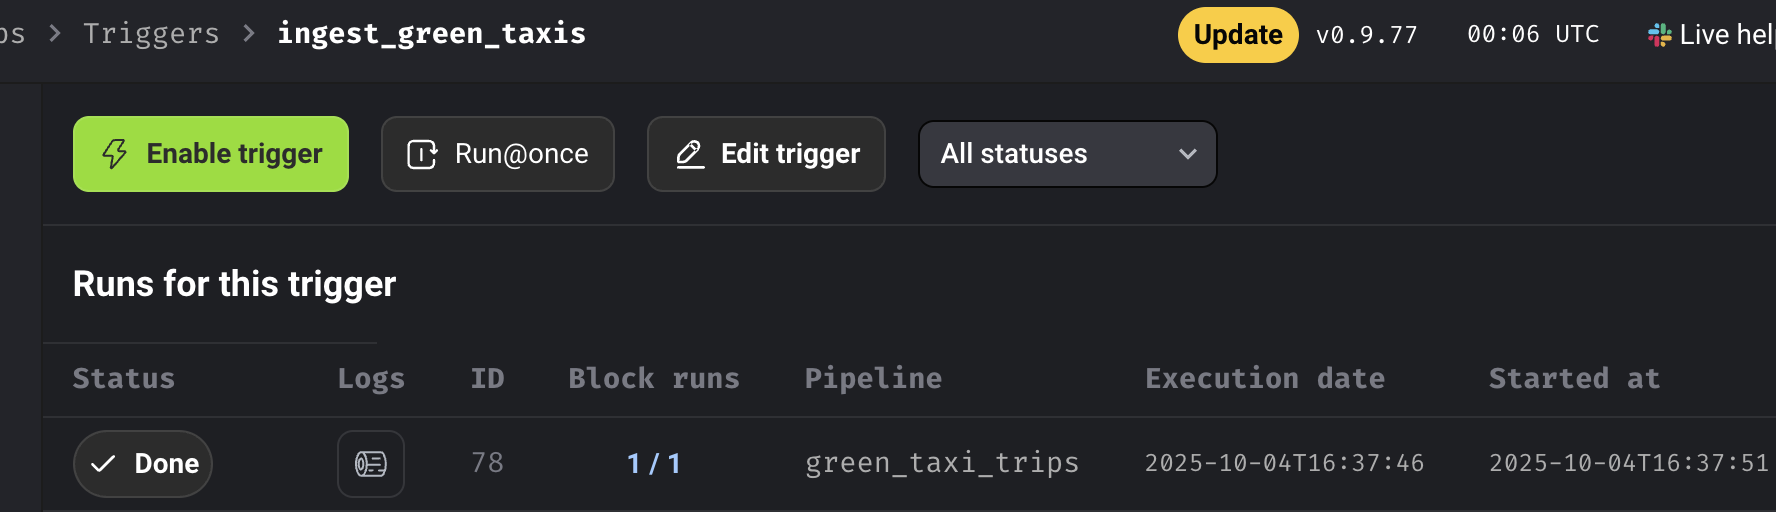 > Triggers > ingest_green_taxis Update v0.9.77 00:06 UTC Live
Enable trigger Run@once Edit trigger All statuses
Runs for this trigger
Status Logs ID Block runs Pipeline Execution date Started at
Done 78 1 / 1 green_taxi_trips 2025-10-04T16:37:46 2025-10-04T16:37:51